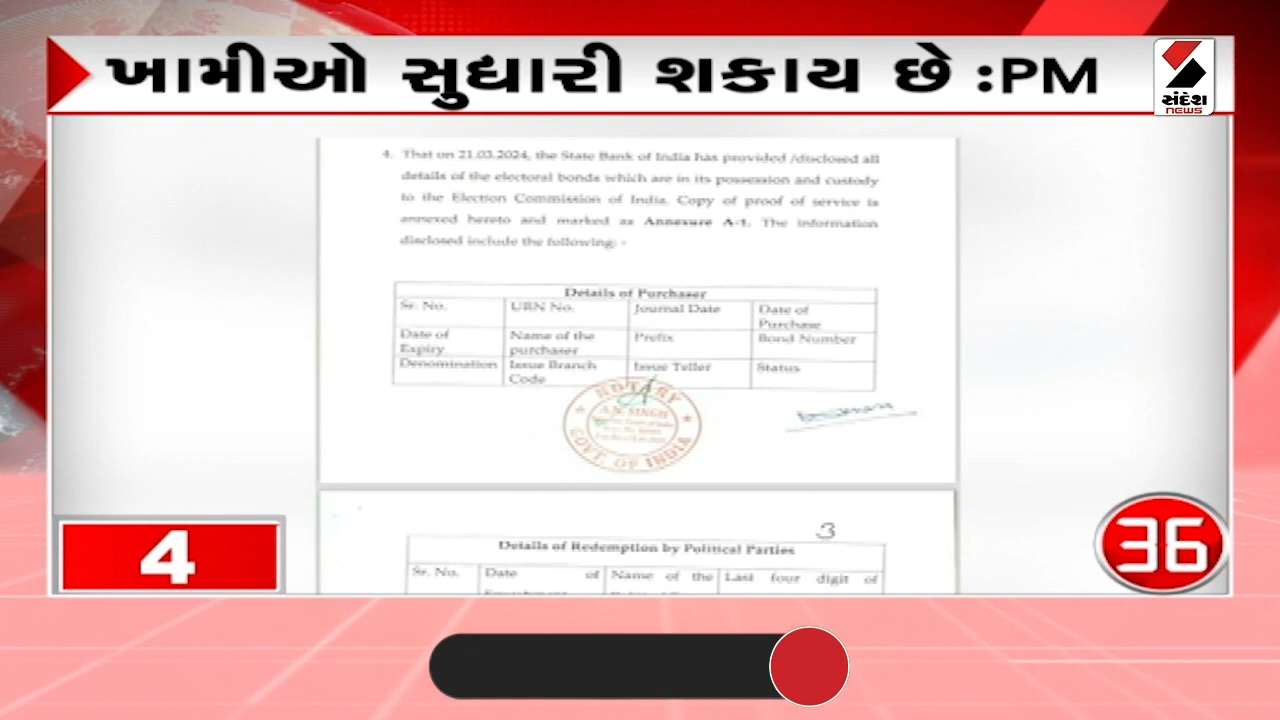 ખામીઓ સુધારી શકાય છે :PM
સંદેશ
NEWS
4. That on 21.03.2024, the State Bank of India has provided /disclosed all
details of the electoral bonds which are in its possession and custody
to the Election Commission of India. Copy of proof of service is
annexed hereto and marked as Annexure A-1. The information
disclosed include the following: -
Details of Purchaser
Sr. No. URN No. Journal Date Date of Purchase
Date of Expiry Name of the purchaser Prefix Bond Number
Denomination Issue Branch Code Issue Teller Status
NOTARY
A.N. SINGH
GOVT. OF INDIA
3
Details of Redemption by Political Parties
Sr. No. Date of Name of the Last four digit of
4
36